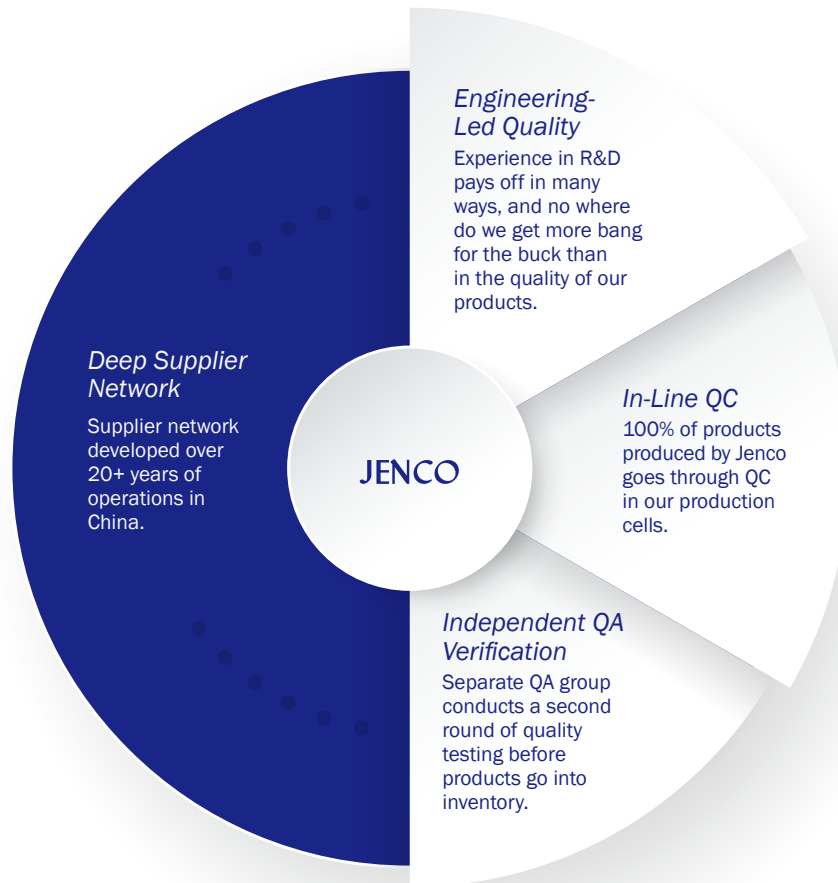 Engineering-
Led Quality
Experience in R&D
pays off in many
ways, and no where
do we get more bang
for the buck than
in the quality of our
products.
Deep Supplier
Network
Supplier network
developed over
20+ years of
operations in
China.
JENCO
In-Line QC
100% of products
produced by Jenco
goes through QC
in our production
cells.
Independent QA
Verification
Separate QA group
conducts a second
round of quality
testing before
products go into
inventory.